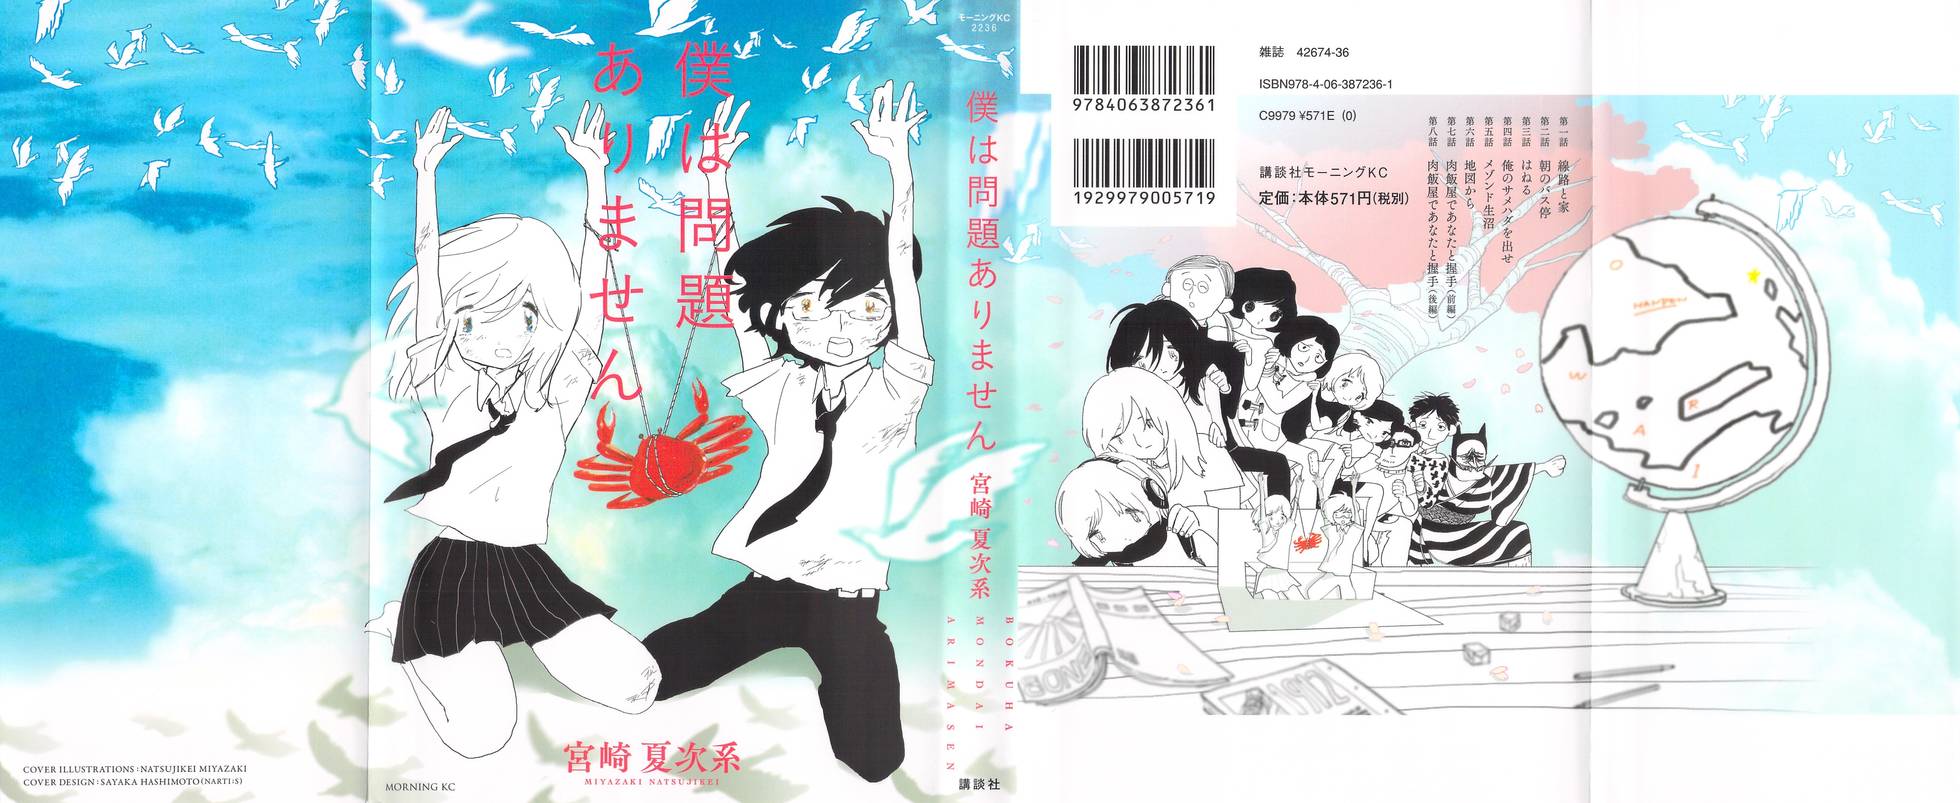 僕は問題
ありません
宮崎 夏次系
MIYAZAKI NATSUJIKEI
MORNING KC
COVER ILLUSTRATIONS：NATSUJIKEI MIYAZAKI
COVER DESIGN：SAYAKA HASHIMOTO(NARTI;S)
モーニングKC
2236
僕は問題ありません 宮崎 夏次系
BOKUHA
MONDAI
ARIMASEN
講談社
9784063872361
1929979005719
雑誌 42674-36
ISBN978-4-06-387236-1
C9979 ¥571E (0)
講談社モーニングKC
定価：本体571円(税別)
第一話 線路と家
第二話 朝のバス停
第三話 はねる
第四話 俺のサメハダを出せ
第五話 メゾンド生沼
第六話 地図から
第七話 肉飯屋であなたと握手（前編）
第八話 肉飯屋であなたと握手（後編）
O
W
A
R
I